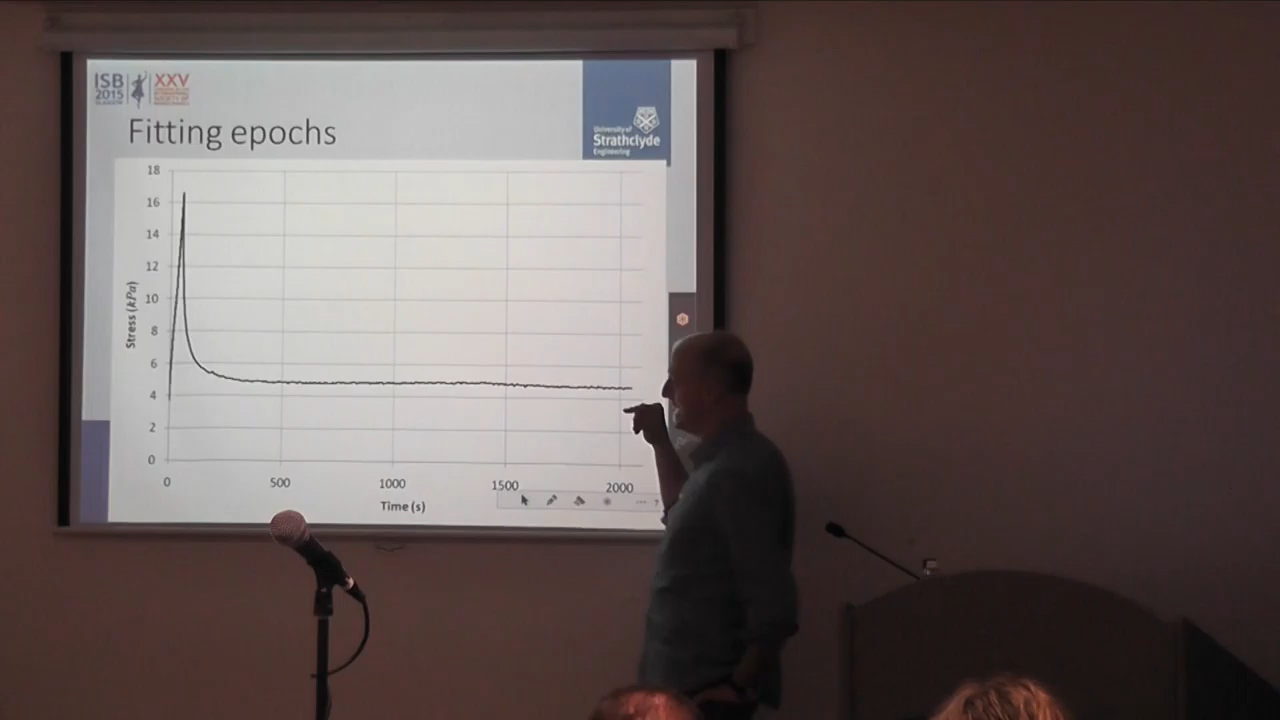 ISB
2015
GLASGOW
XXV
Fitting epochs
University of
Strathclyde
Engineering
18
16
14
12
10
8
6
4
2
0
Stress (kPa)
0
500
1000
1500
2000
Time (s)